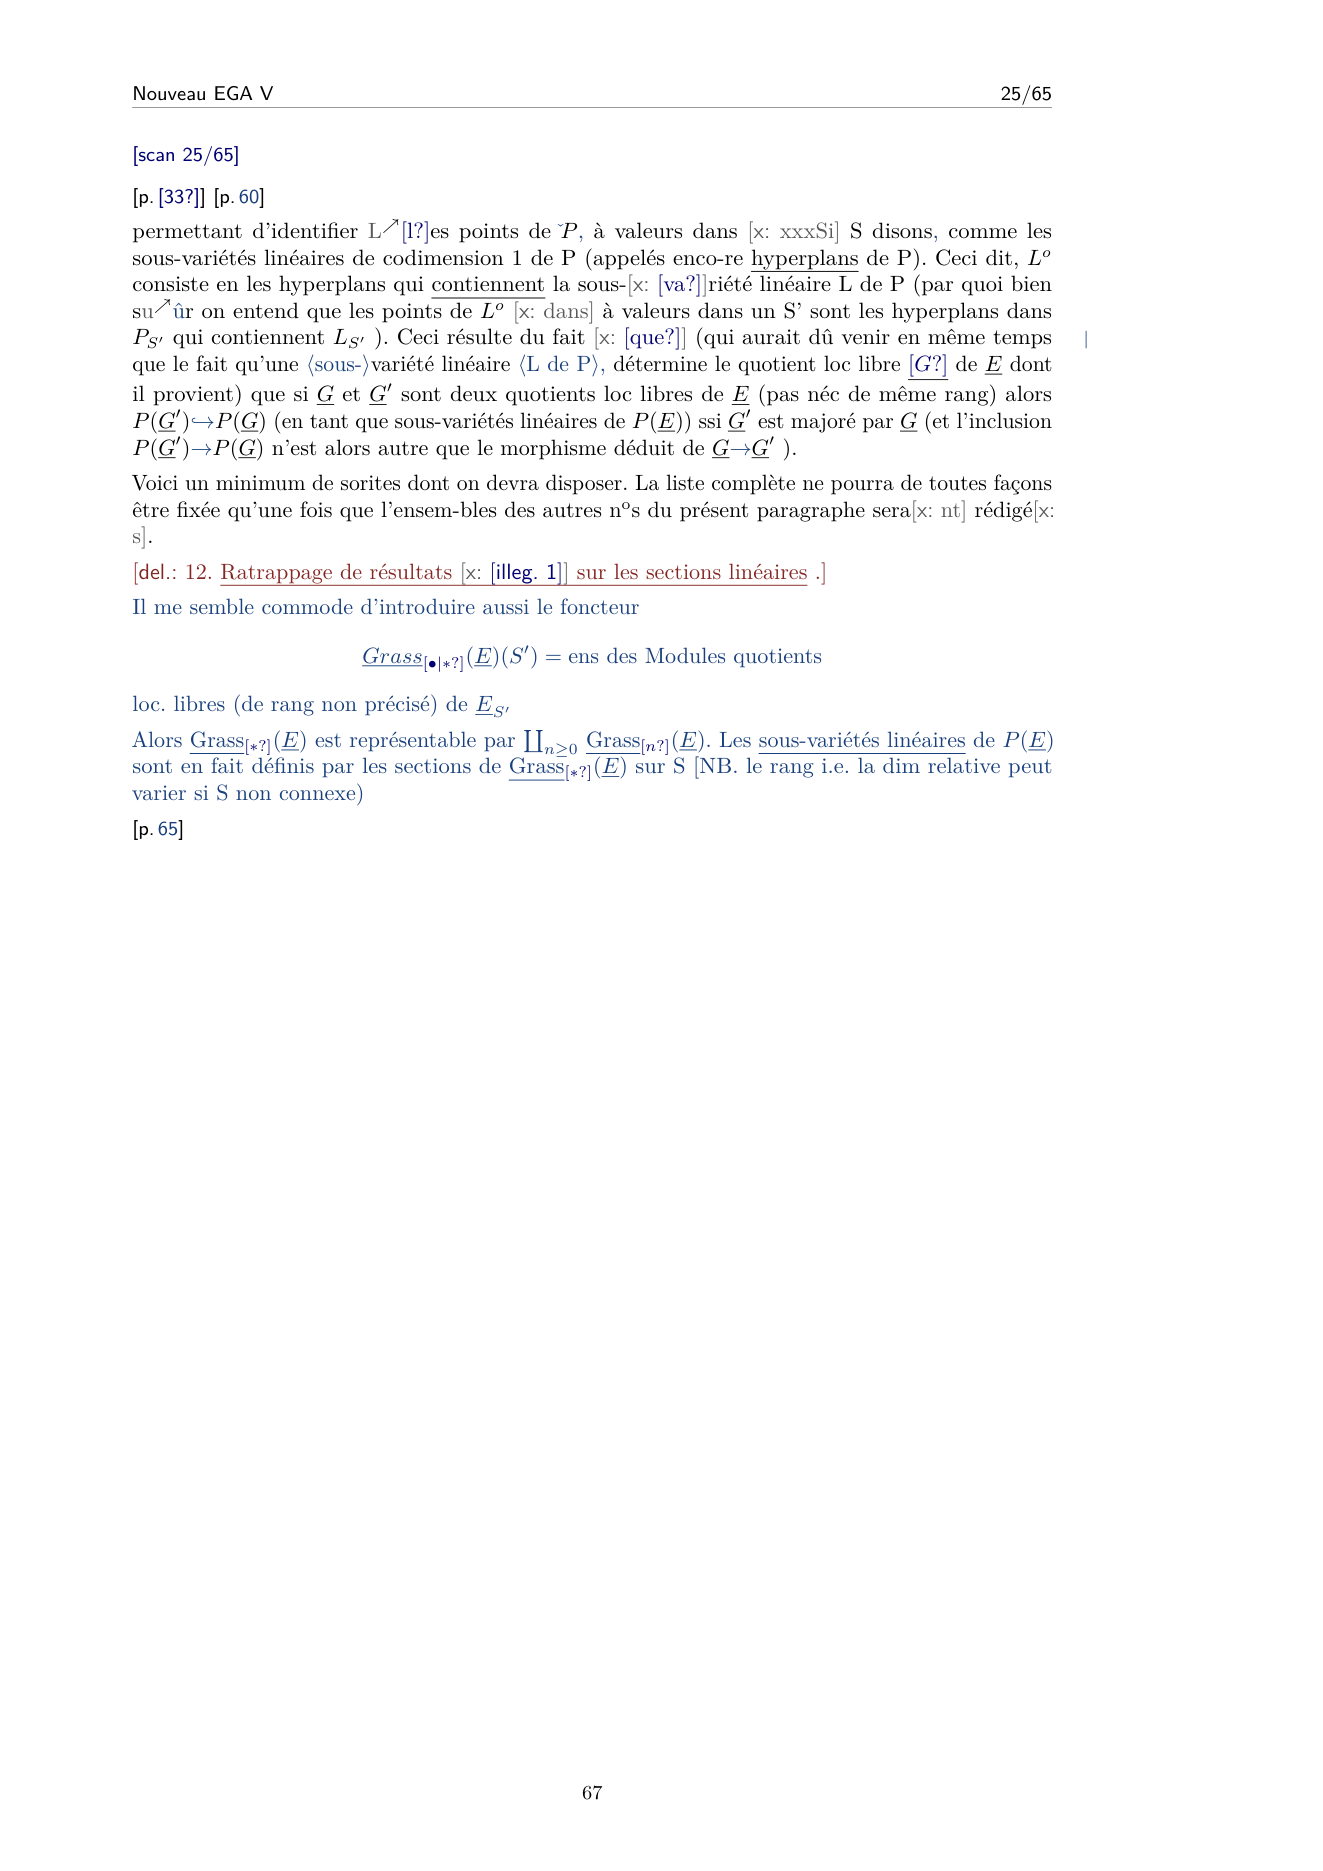 Nouveau EGA V 25/65
[scan 25/65]
[p. [33?]] [p. 60]
permettant d'identifier L↗[l?]es points de ˇP, à valeurs dans [x: xxxSi] S disons, comme les
sous-variétés linéaires de codimension 1 de P (appelés enco-re hyperplans de P). Ceci dit, Lᵒ
consiste en les hyperplans qui contiennent la sous-[x: [va?]]riété linéaire L de P (par quoi bien
su↗ûr on entend que les points de Lᵒ [x: dans] à valeurs dans un S' sont les hyperplans dans
P_{S′} qui contiennent L_{S′} ). Ceci résulte du fait [x: [que?]] (qui aurait dû venir en même temps |
que le fait qu'une ⟨sous-⟩variété linéaire ⟨L de P⟩, détermine le quotient loc libre [G?] de E dont
il provient) que si G et G′ sont deux quotients loc libres de E (pas néc de même rang) alors
P(G′)↪P(G) (en tant que sous-variétés linéaires de P(E)) ssi G′ est majoré par G (et l'inclusion
P(G′)→P(G) n'est alors autre que le morphisme déduit de G→G′ ).
Voici un minimum de sorites dont on devra disposer. La liste complète ne pourra de toutes façons
être fixée qu'une fois que l'ensem-bles des autres nᵒs du présent paragraphe sera[x: nt] rédigé[x:
s].
[del.: 12. Ratrappage de résultats [x: [illeg. 1]] sur les sections linéaires .]
Il me semble commode d'introduire aussi le foncteur
Grass_{[•|∗?]}(E)(S′) = ens des Modules quotients
loc. libres (de rang non précisé) de E_{S′}
Alors Grass_{[∗?]}(E) est représentable par ∐_{n≥0} Grass_{[n?]}(E). Les sous-variétés linéaires de P(E)
sont en fait définis par les sections de Grass_{[∗?]}(E) sur S [NB. le rang i.e. la dim relative peut
varier si S non connexe)
[p. 65]
67